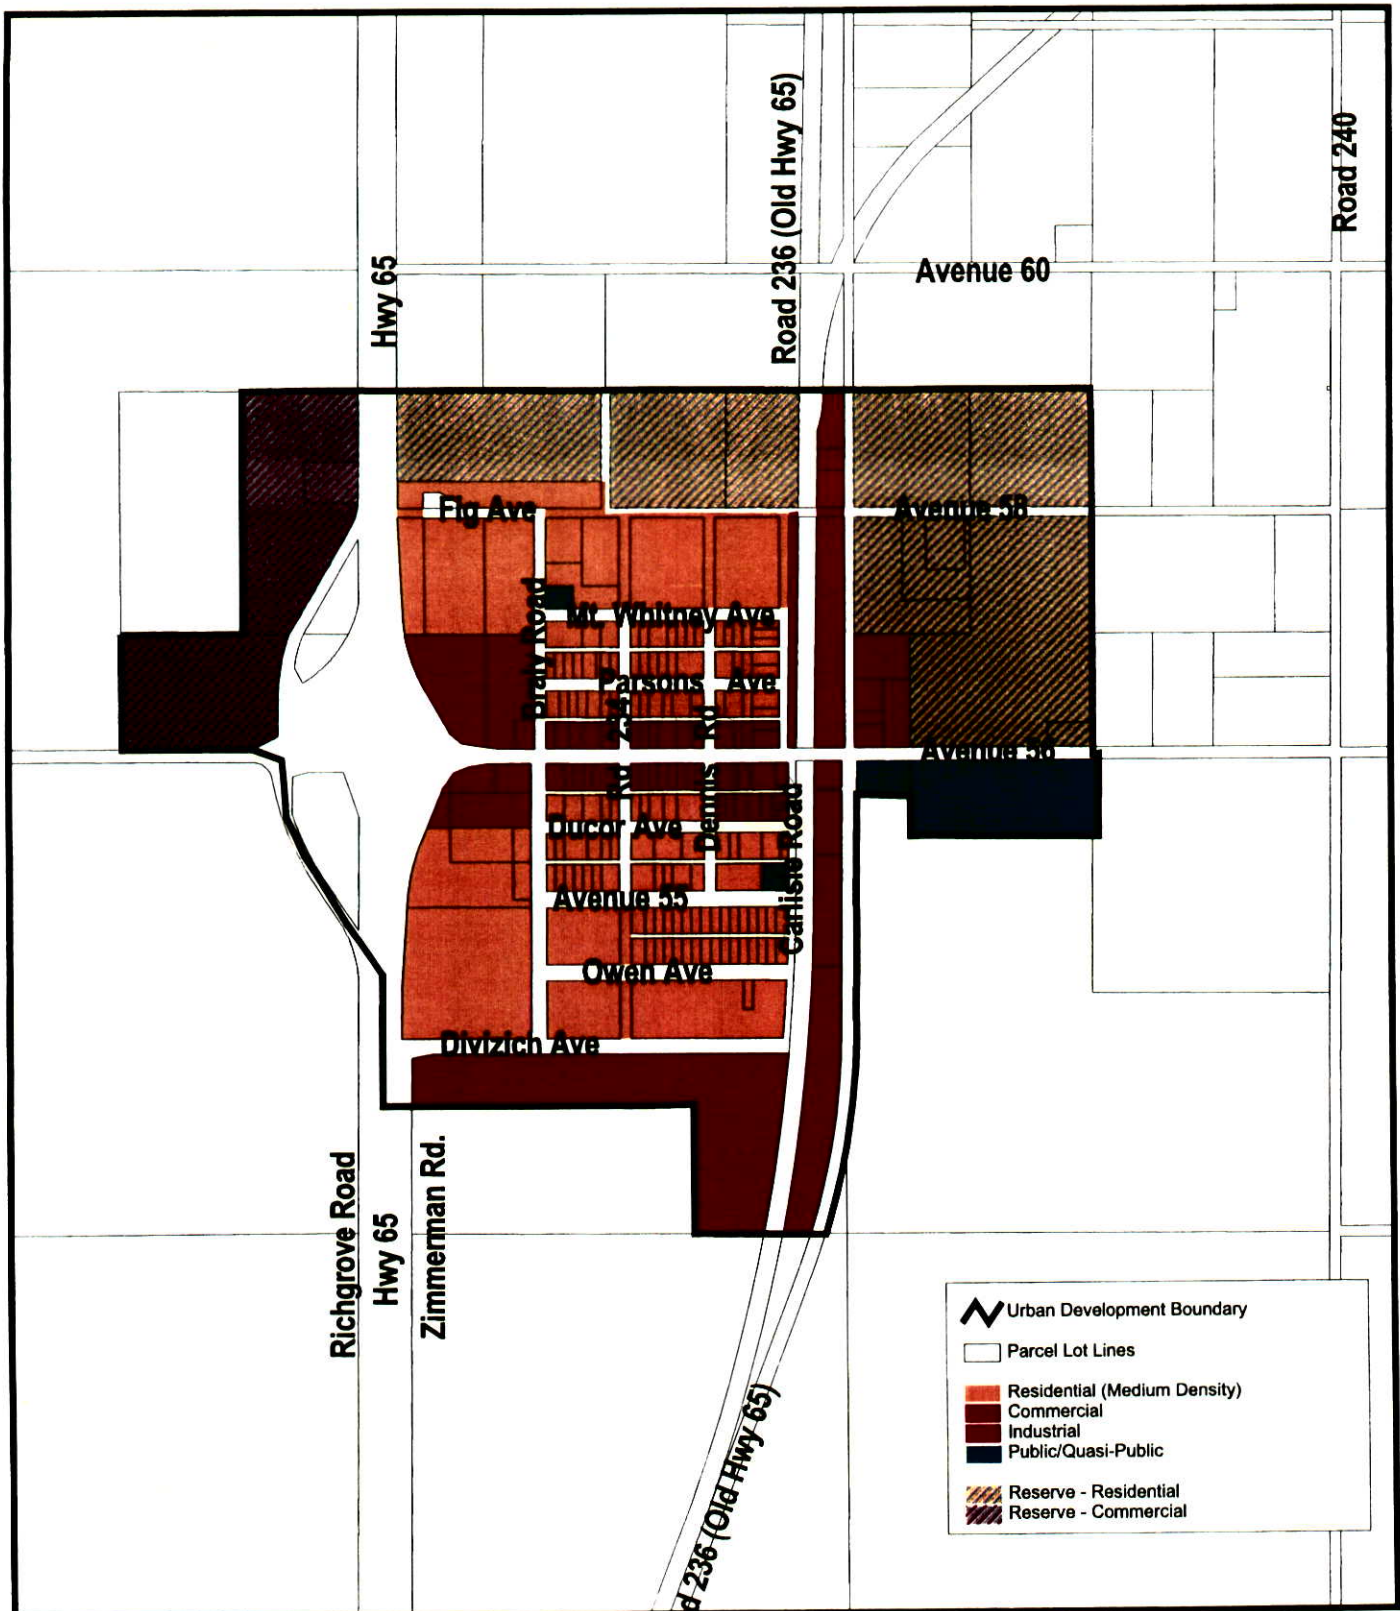 Road 236 (Old Hwy 65)
Road 240
Hwy 65
Avenue 60
Fig Ave
Avenue 58
Braly Road
Mt. Whitney Ave
Parsons Ave
Rd 234
Dennis Rd
Avenue 56
Ducor Ave
Carlisle Road
Avenue 55
Owen Ave
Divizich Ave
Richgrove Road
Hwy 65
Zimmerman Rd.
d 236 (Old Hwy 65)
Urban Development Boundary
Parcel Lot Lines
Residential (Medium Density)
Commercial
Industrial
Public/Quasi-Public
Reserve - Residential
Reserve - Commercial